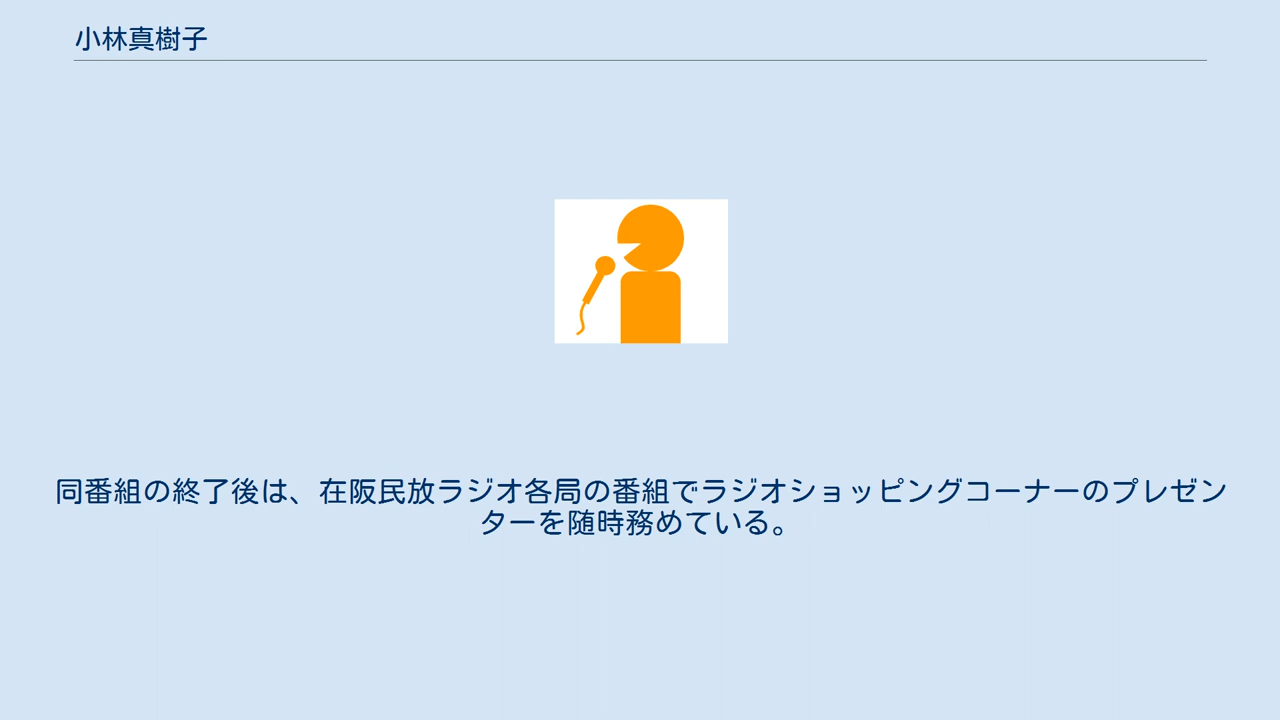 小林真樹子
同番組の終了後は、在阪民放ラジオ各局の番組でラジオショッピングコーナーのプレゼン
ターを随時務めている。